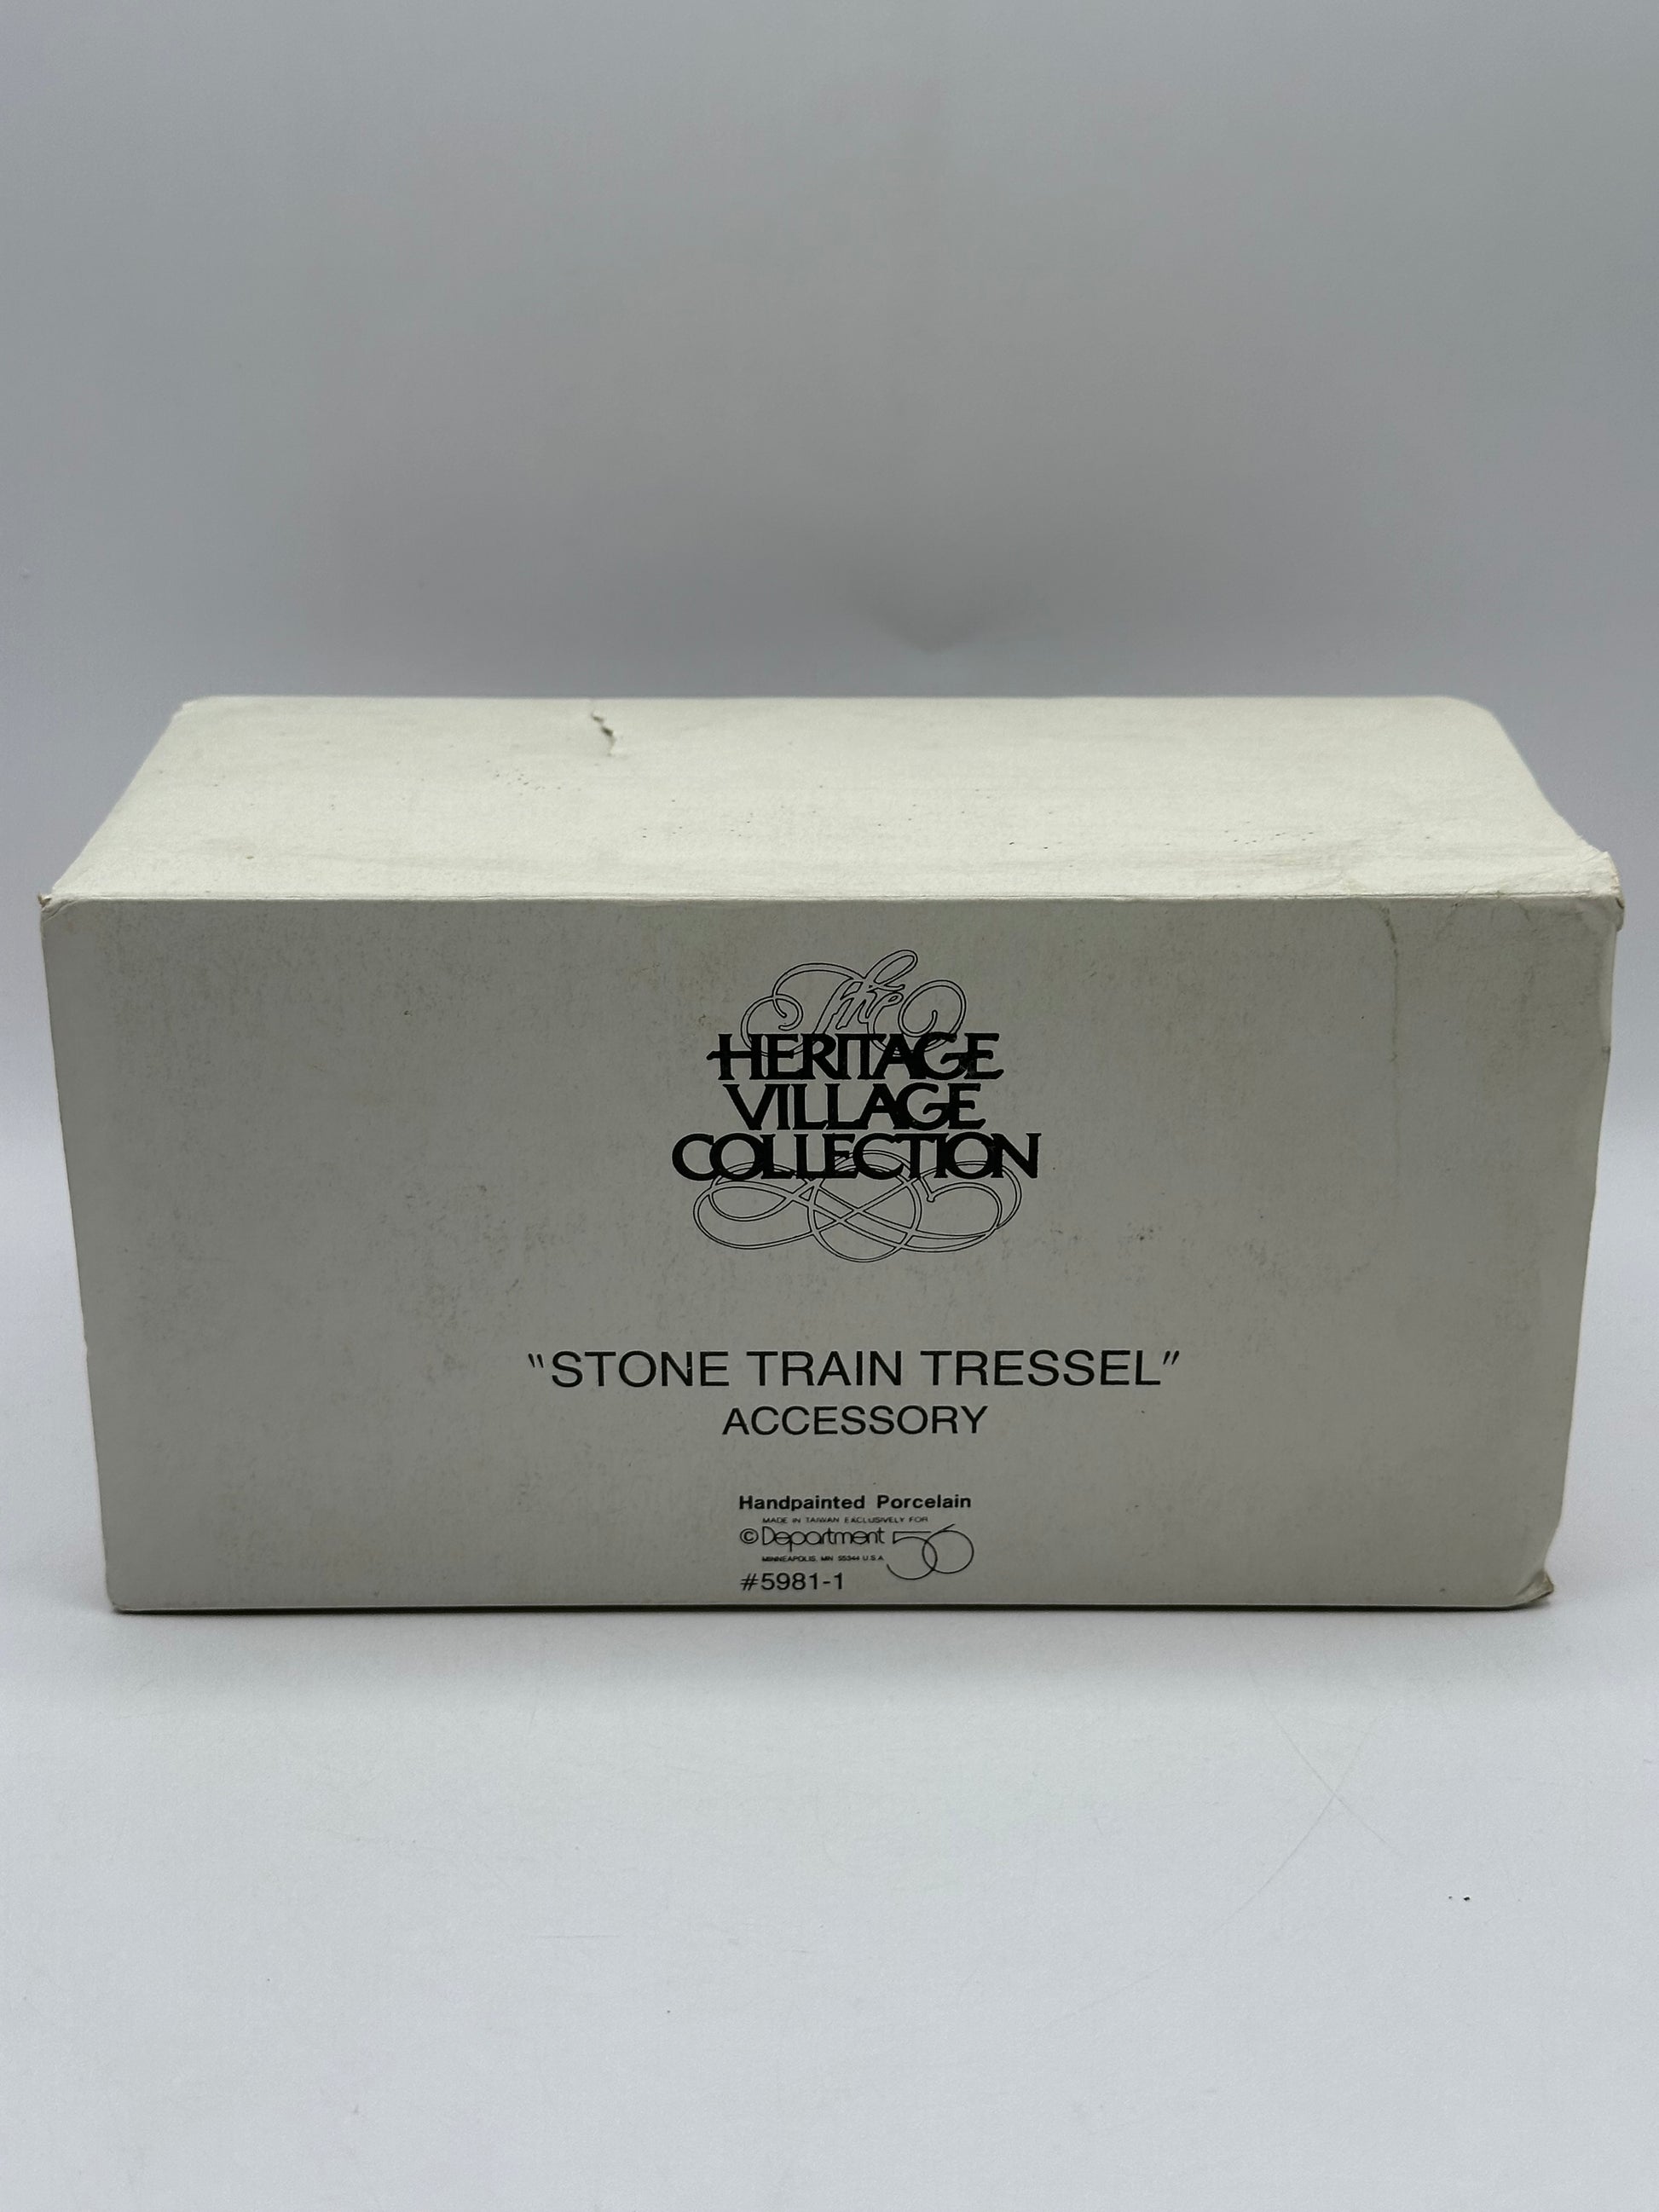 The
HERITAGE
VILLAGE
COLLECTION
"STONE TRAIN TRESSEL"
ACCESSORY
Handpainted Porcelain
MADE IN TAIWAN EXCLUSIVELY FOR
©Department 56
MINNEAPOLIS, MN 55344 U.S.A.
#5981-1